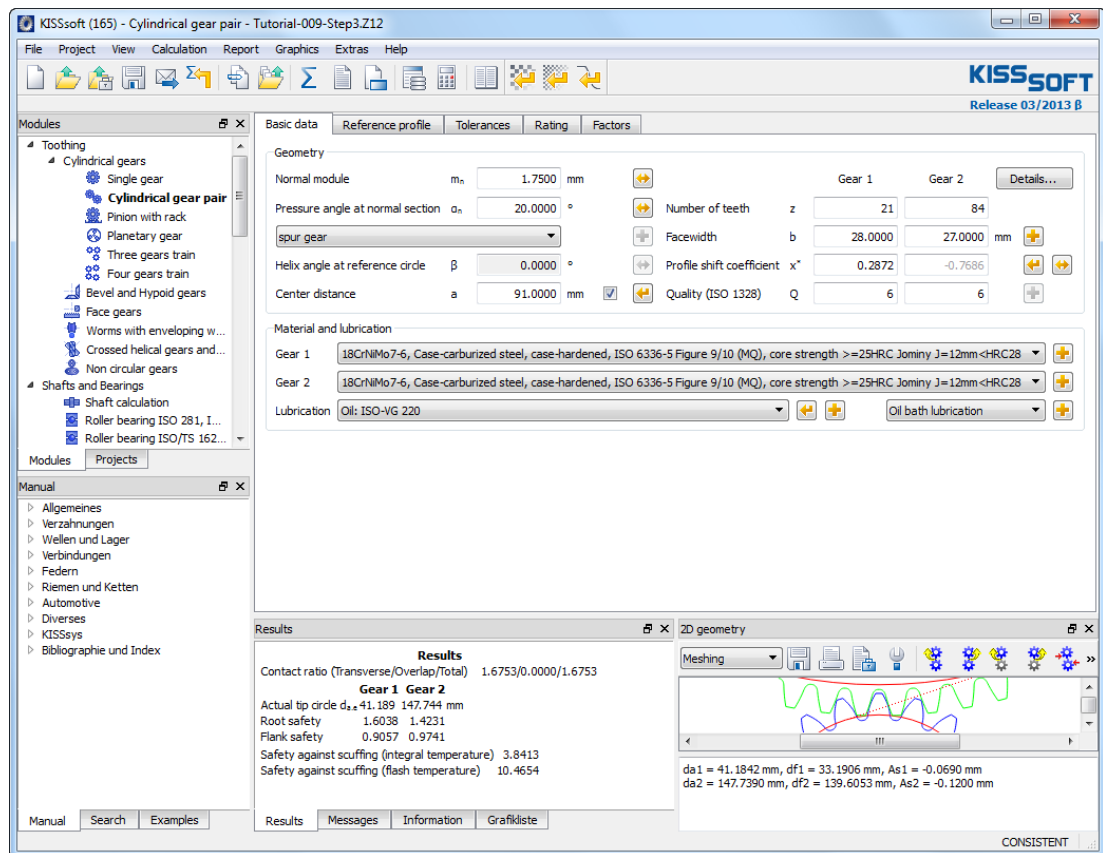 KISSsoft (165) - Cylindrical gear pair - Tutorial-009-Step3.Z12
File Project View Calculation Report Graphics Extras Help
KISSSOFT
Release 03/2013 β
Modules
Toothing
Cylindrical gears
Single gear
Cylindrical gear pair
Pinion with rack
Planetary gear
Three gears train
Four gears train
Bevel and Hypoid gears
Face gears
Worms with enveloping w...
Crossed helical gears and...
Non circular gears
Shafts and Bearings
Shaft calculation
Roller bearing ISO 281, I...
Roller bearing ISO/TS 162...
Modules Projects
Manual
Allgemeines
Verzahnungen
Wellen und Lager
Verbindungen
Federn
Riemen und Ketten
Automotive
Diverses
KISSsys
Bibliographie und Index
Manual Search Examples
Basic data Reference profile Tolerances Rating Factors
Geometry
Normal module mn 1.7500 mm Gear 1 Gear 2 Details...
Pressure angle at normal section αn 20.0000 ° Number of teeth z 21 84
spur gear Facewidth b 28.0000 27.0000 mm
Helix angle at reference circle β 0.0000 ° Profile shift coefficient x* 0.2872 -0.7686
Center distance a 91.0000 mm Quality (ISO 1328) Q 6 6
Material and lubrication
Gear 1 18CrNiMo7-6, Case-carburized steel, case-hardened, ISO 6336-5 Figure 9/10 (MQ), core strength >=25HRC Jominy J=12mm<HRC28
Gear 2 18CrNiMo7-6, Case-carburized steel, case-hardened, ISO 6336-5 Figure 9/10 (MQ), core strength >=25HRC Jominy J=12mm<HRC28
Lubrication Oil: ISO-VG 220 Oil bath lubrication
Results
Results
Contact ratio (Transverse/Overlap/Total) 1.6753/0.0000/1.6753
Gear 1 Gear 2
Actual tip circle da.e 41.189 147.744 mm
Root safety 1.6038 1.4231
Flank safety 0.9057 0.9741
Safety against scuffing (integral temperature) 3.8413
Safety against scuffing (flash temperature) 10.4654
Results Messages Information Grafikliste
2D geometry
Meshing »
da1 = 41.1842 mm, df1 = 33.1906 mm, As1 = -0.0690 mm
da2 = 147.7390 mm, df2 = 139.6053 mm, As2 = -0.1200 mm
CONSISTENT